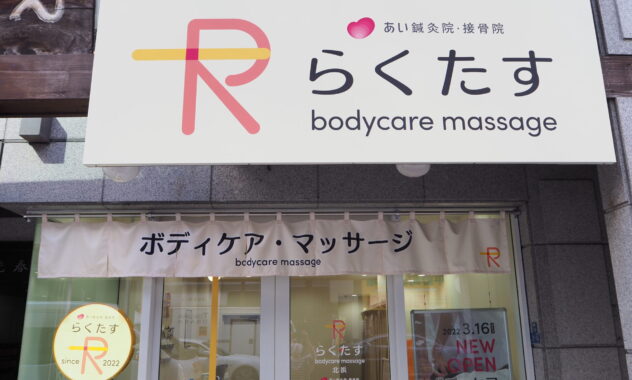 あい鍼灸院・接骨院
らくたす
bodycare massage
ボディケア・マッサージ
bodycare massage
らくたす
since 2022
らくたす
bodycare massage
北浜
2022
3.16
NEW
OPEN